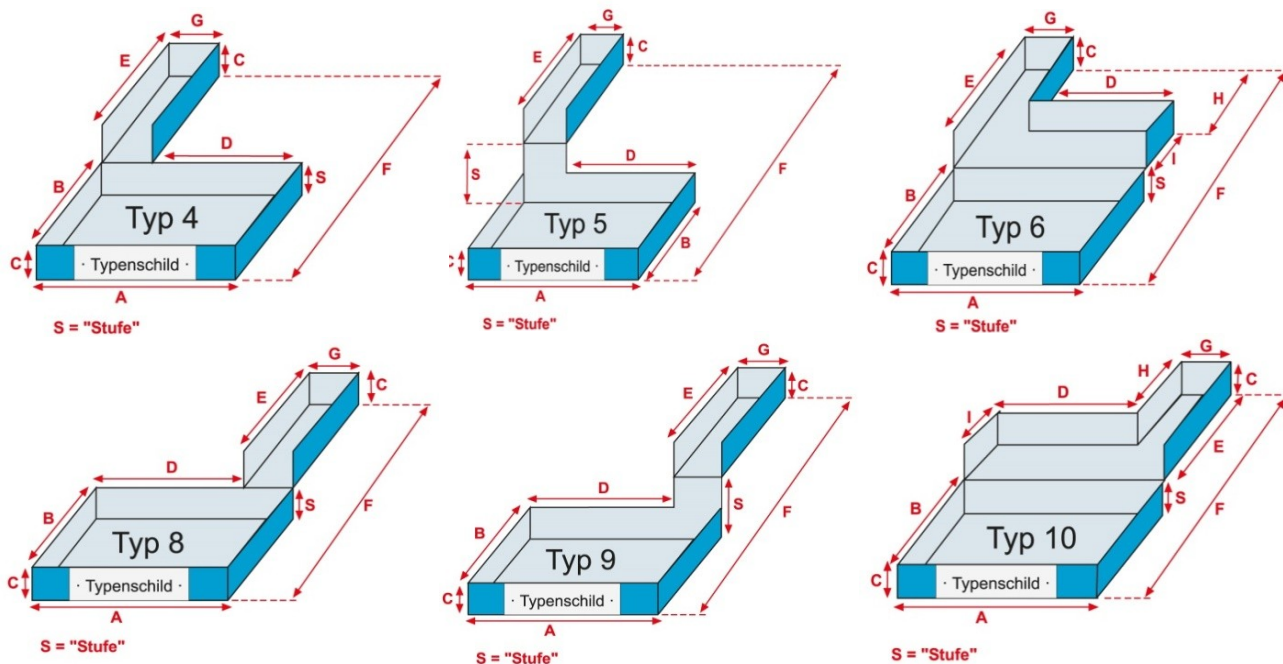 G
E
C
D
F
B
S
Typ 4
C
· Typenschild ·
A
S = "Stufe"
G
E
C
D
F
S
Typ 5
B
C
· Typenschild ·
A
S = "Stufe"
G
E
C
D
H
I
B
S
F
Typ 6
C
· Typenschild ·
A
S = "Stufe"
G
E
C
D
B
S
F
Typ 8
C
· Typenschild ·
A
S = "Stufe"
G
E
C
D
S
F
B
Typ 9
C
· Typenschild ·
A
S = "Stufe"
G
H
C
D
I
E
S
F
B
Typ 10
C
· Typenschild ·
A
S = "Stufe"